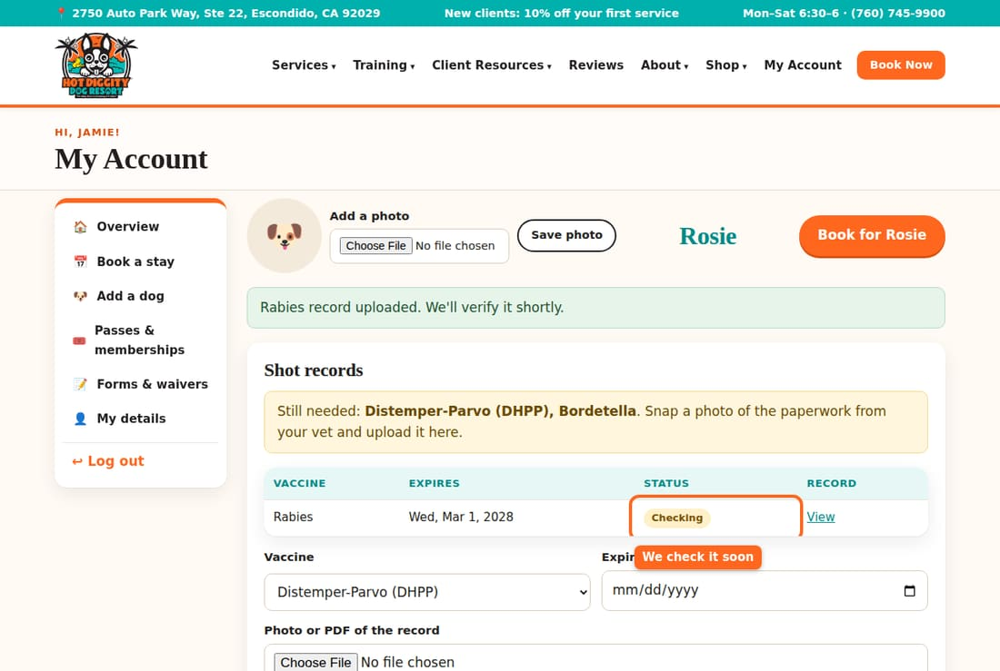 📍 2750 Auto Park Way, Ste 22, Escondido, CA 92029
New clients: 10% off your first service
Mon–Sat 6:30–6 · (760) 745-9900
HOT DIGGITY
DOG RESORT
Services ▾
Training ▾
Client Resources ▾
Reviews
About ▾
Shop ▾
My Account
Book Now
HI, JAMIE!
My Account
Overview
Book a stay
Add a dog
Passes &
memberships
Forms & waivers
My details
↩ Log out
Add a photo
Choose File No file chosen
Save photo
Rosie
Book for Rosie
Rabies record uploaded. We'll verify it shortly.
Shot records
Still needed: Distemper-Parvo (DHPP), Bordetella. Snap a photo of the paperwork from
your vet and upload it here.
VACCINE EXPIRES STATUS RECORD
Rabies Wed, Mar 1, 2028 Checking View
We check it soon
Vaccine
Expir
Distemper-Parvo (DHPP)
mm/dd/yyyy
Photo or PDF of the record
Choose File No file chosen